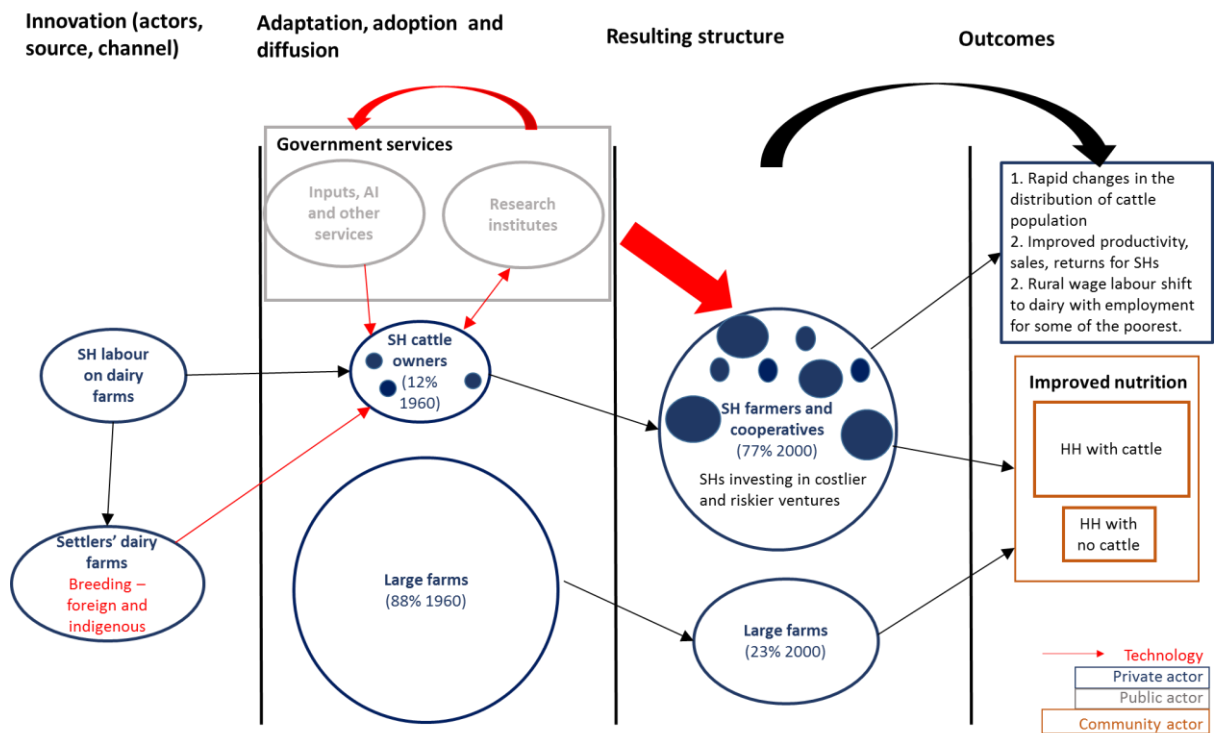 Innovation (actors,
source, channel)
Adaptation, adoption and
diffusion
Resulting structure
Outcomes
Government services
Inputs, AI
and other
services
Research
institutes
SH labour
on dairy
farms
SH cattle
owners
(12%
1960)
Settlers' dairy
farms
Breeding –
foreign and
indigenous
Large farms
(88% 1960)
SH farmers and
cooperatives
(77% 2000)
SHs investing in costlier
and riskier ventures
Large farms
(23% 2000)
1. Rapid changes in the
distribution of cattle
population
2. Improved productivity,
sales, returns for SHs
2. Rural wage labour shift
to dairy with employment
for some of the poorest.
Improved nutrition
HH with cattle
HH with
no cattle
Technology
Private actor
Public actor
Community actor